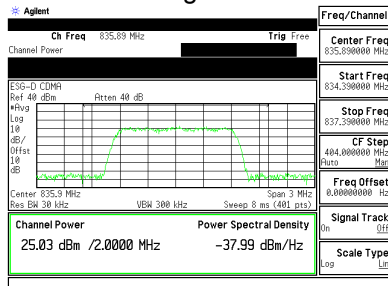 Agilent
Freq/Channel
Ch Freq 835.89 MHz Trig Free
Channel Power
Center Freq
835.890000 MHz
Start Freq
834.390000 MHz
Stop Freq
837.390000 MHz
CF Step
404.000000 MHz
Auto Man
Freq Offset
0.00000000 Hz
Signal Track
On Off
Scale Type
Log Lin
ESG-D CDMA
Ref 40 dBm Atten 40 dB
#Avg
Log
10
dB/
Offst
10
dB
Center 835.9 MHz Span 3 MHz
Res BW 30 kHz VBW 300 kHz Sweep 8 ms (401 pts)
Channel Power Power Spectral Density
25.03 dBm /2.0000 MHz -37.99 dBm/Hz